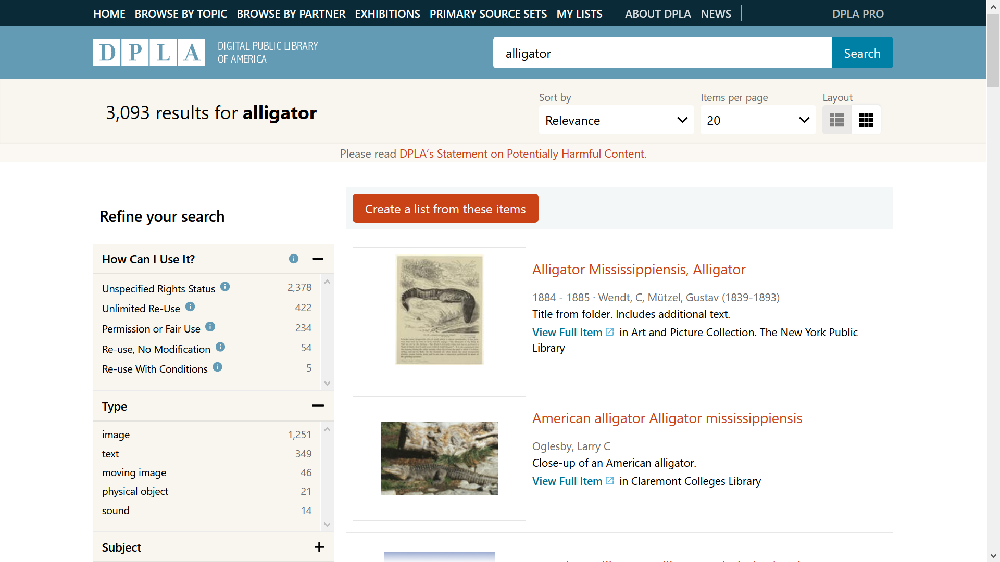 HOME BROWSE BY TOPIC BROWSE BY PARTNER EXHIBITIONS PRIMARY SOURCE SETS MY LISTS ABOUT DPLA NEWS DPLA PRO
DPLA DIGITAL PUBLIC LIBRARY
OF AMERICA
alligator Search
3,093 results for alligator
Sort by Items per page Layout
Relevance 20
Please read DPLA's Statement on Potentially Harmful Content.
Refine your search
How Can I Use It?
Unspecified Rights Status 2,378
Unlimited Re-Use 422
Permission or Fair Use 234
Re-use, No Modification 54
Re-use With Conditions 5
Type
image 1,251
text 349
moving image 46
physical object 21
sound 14
Subject
Create a list from these items
Alligator Mississippiensis, Alligator
1884 - 1885 · Wendt, C, Mützel, Gustav (1839-1893)
Title from folder. Includes additional text.
View Full Item in Art and Picture Collection. The New York Public
Library
American alligator Alligator mississippiensis
Oglesby, Larry C
Close-up of an American alligator.
View Full Item in Claremont Colleges Library